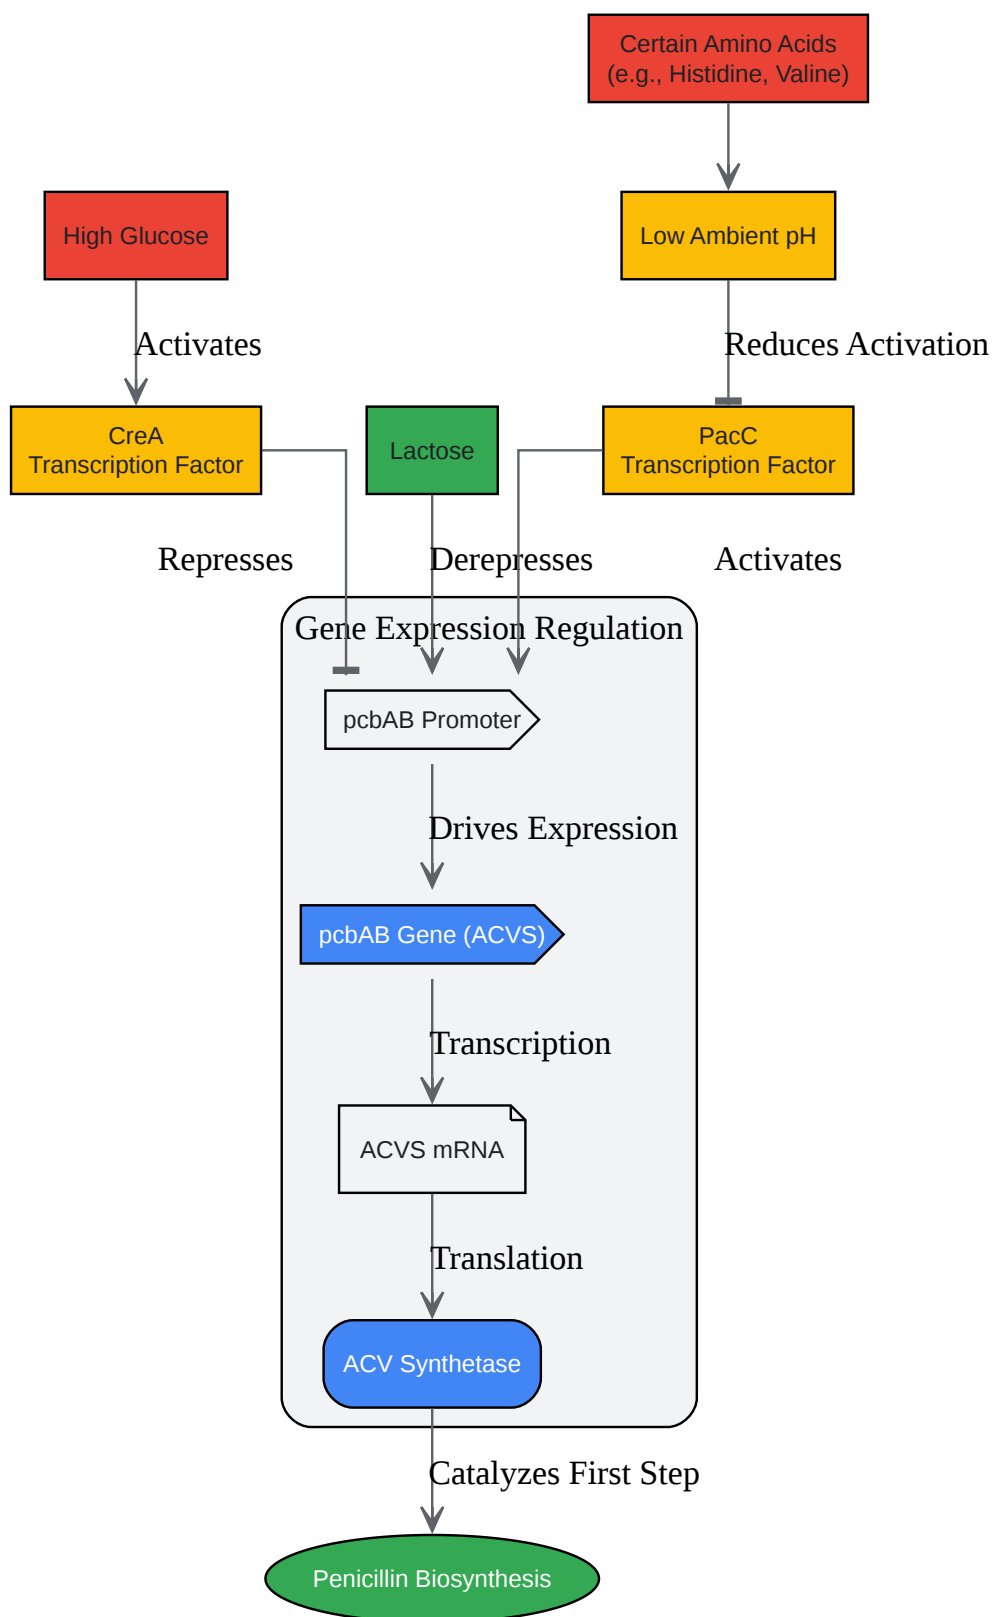 Certain Amino Acids
(e.g., Histidine, Valine)
High Glucose
Low Ambient pH
Activates
Reduces Activation
CreA
Transcription Factor
Lactose
PacC
Transcription Factor
Represses
Derepresses
Activates
Gene Expression Regulation
pcbAB Promoter
Drives Expression
pcbAB Gene (ACVS)
Transcription
ACVS mRNA
Translation
ACV Synthetase
Catalyzes First Step
Penicillin Biosynthesis